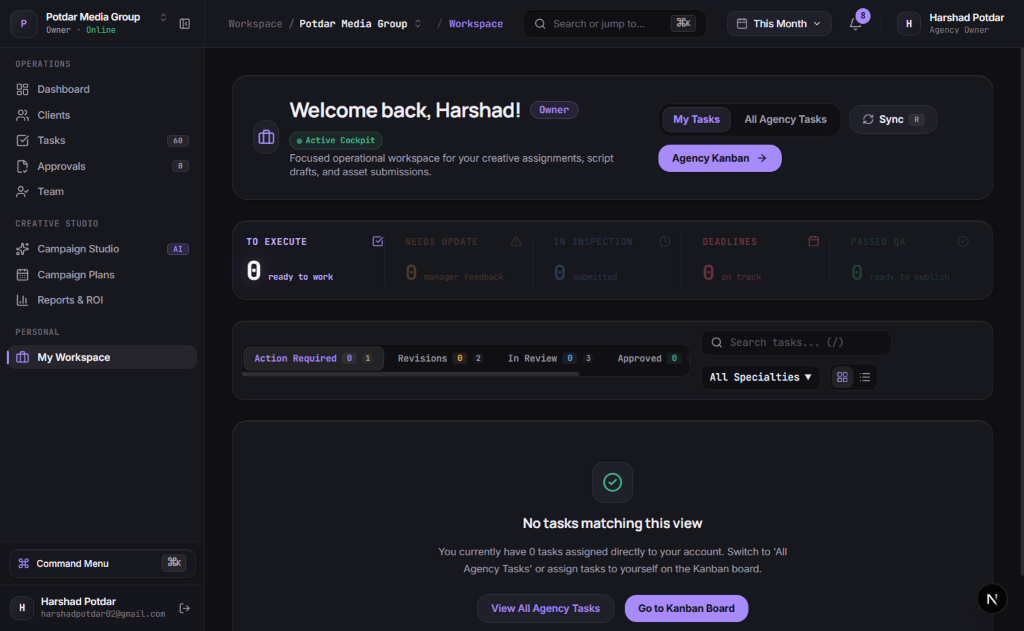 P
Potdar Media Group
Owner · Online
OPERATIONS
Dashboard
Clients
Tasks 60
Approvals 0
Team
CREATIVE STUDIO
Campaign Studio AI
Campaign Plans
Reports & ROI
PERSONAL
My Workspace
Command Menu ⌘K
H
Harshad Potdar
harshadpotdar02@gmail.com
Workspace / Potdar Media Group / Workspace
Search or jump to... ⌘K
This Month
8
H
Harshad Potdar
Agency Owner
Welcome back, Harshad! Owner
Active Cockpit
Focused operational workspace for your creative assignments, script
drafts, and asset submissions.
My Tasks All Agency Tasks Sync R
Agency Kanban →
TO EXECUTE
0 ready to work
NEEDS UPDATE
0 manager feedback
IN INSPECTION
0 submitted
DEADLINES
0 on track
PASSED QA
0 ready to publish
Action Required 0 1 Revisions 0 2 In Review 0 3 Approved 0
Search tasks... (/)
All Specialties ▼
No tasks matching this view
You currently have 0 tasks assigned directly to your account. Switch to 'All
Agency Tasks' or assign tasks to yourself on the Kanban board.
View All Agency Tasks Go to Kanban Board
N